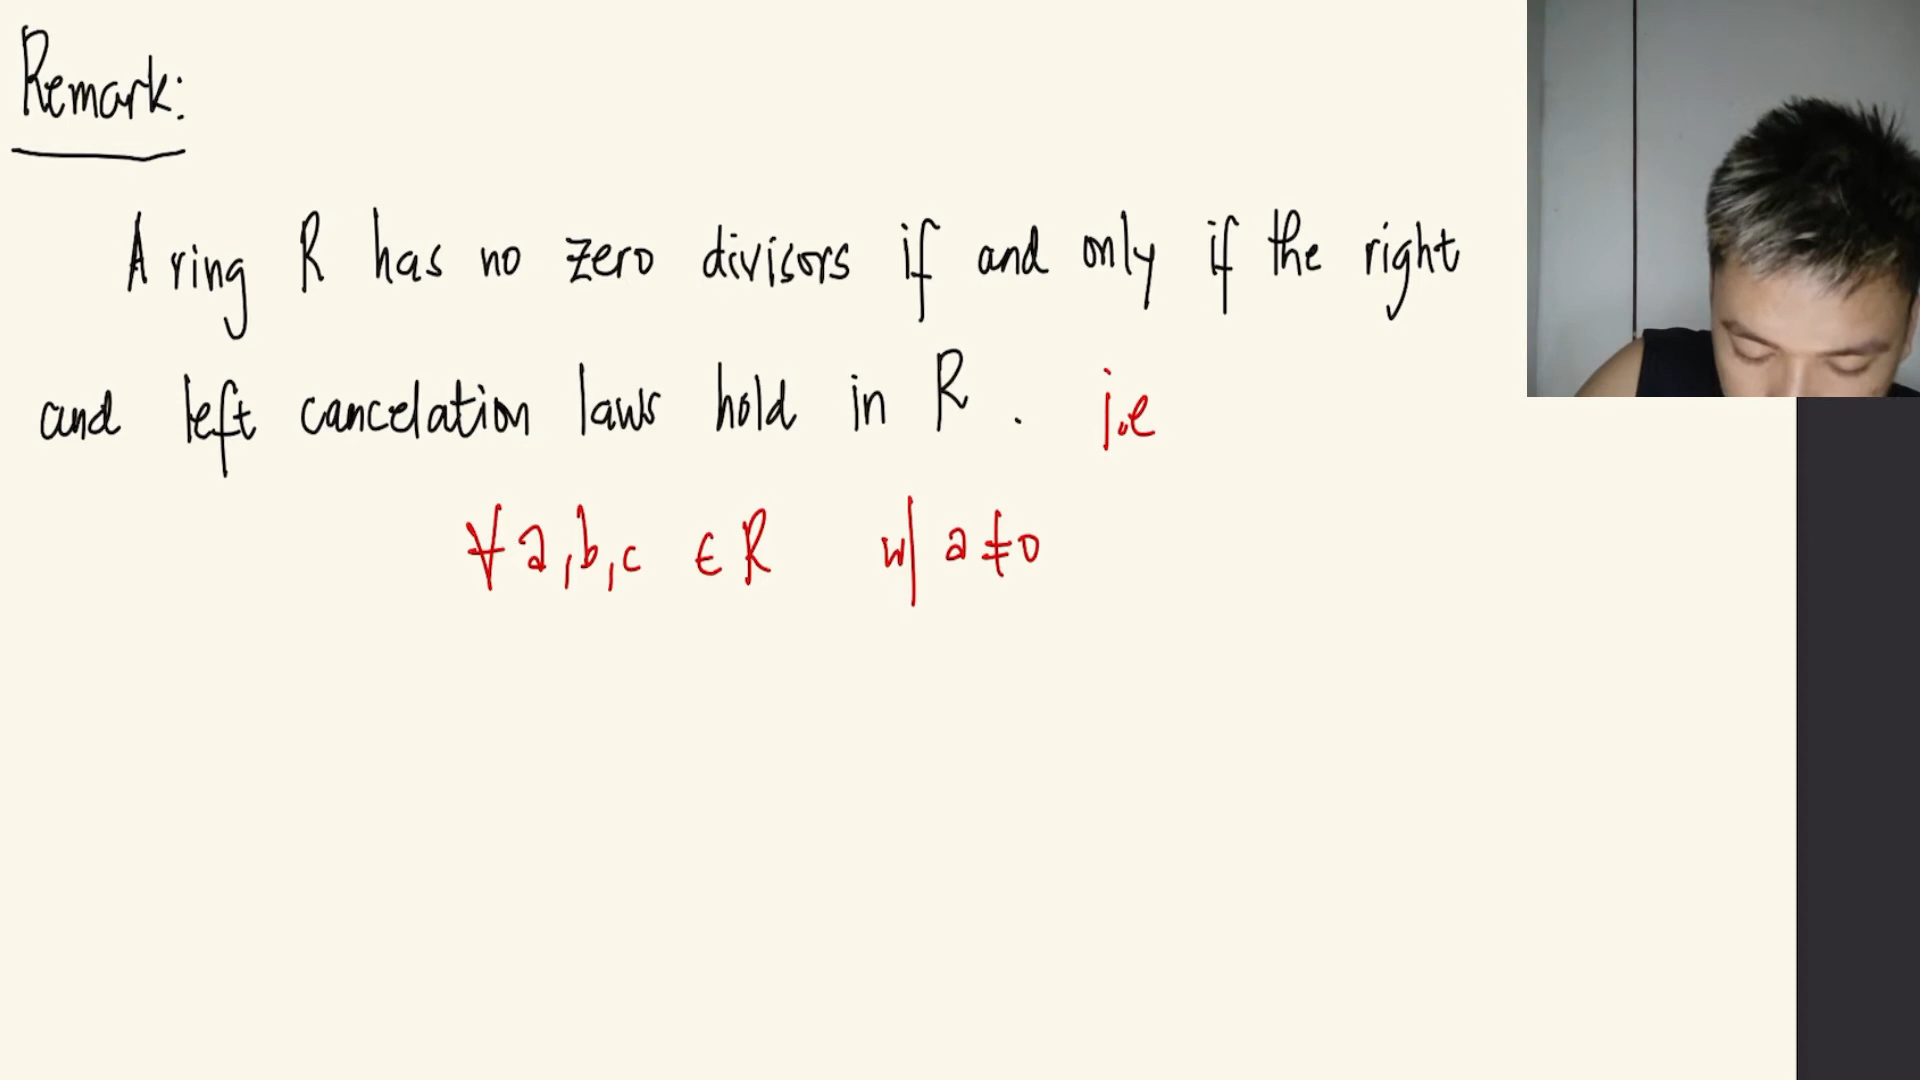 Remark:
A ring R has no zero divisors if and only if the right
and left cancelation laws hold in R . i.e
∀ a,b,c ∈ R w/ a ≠ 0